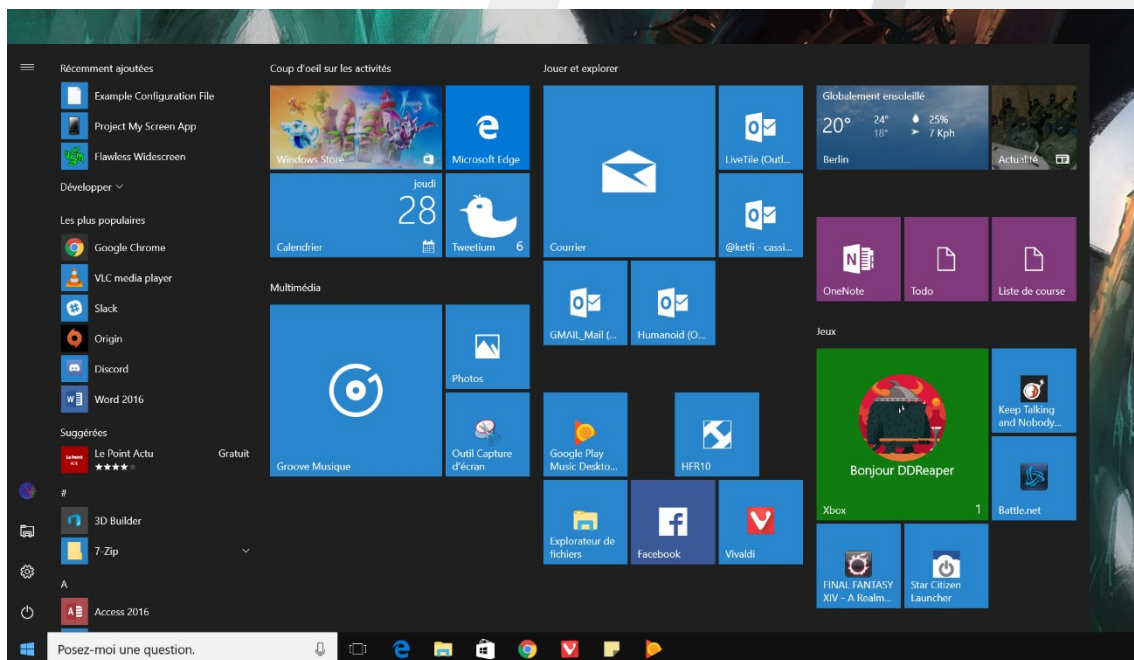 Récemment ajoutées
Example Configuration File
Project My Screen App
Flawless Widescreen
Développer
Les plus populaires
Google Chrome
VLC media player
Slack
Origin
Discord
Word 2016
Suggérées
Le Point Actu
Gratuit
#
3D Builder
7-Zip
A
Access 2016
Coup d'oeil sur les activités
Windows Store
Microsoft Edge
jeudi
28
Calendrier
Tweetium 6
Multimédia
Groove Musique
Photos
Outil Capture
d'écran
Jouer et explorer
Courrier
LiveTile (Outl...
@ketfi - cassi...
GMAIL_Mail (...
Humanoid (O...
Google Play
Music Deskto...
HFR10
Explorateur de
fichiers
Facebook
Vivaldi
Globalement ensoleillé
20° 24° 25%
18° 7 Kph
Berlin
Actualité
OneNote
Todo
Liste de course
Jeux
Bonjour DDReaper
Xbox 1
Keep Talking
and Nobody...
Battle.net
FINAL FANTASY
XIV - A Realm...
Star Citizen
Launcher
Posez-moi une question.